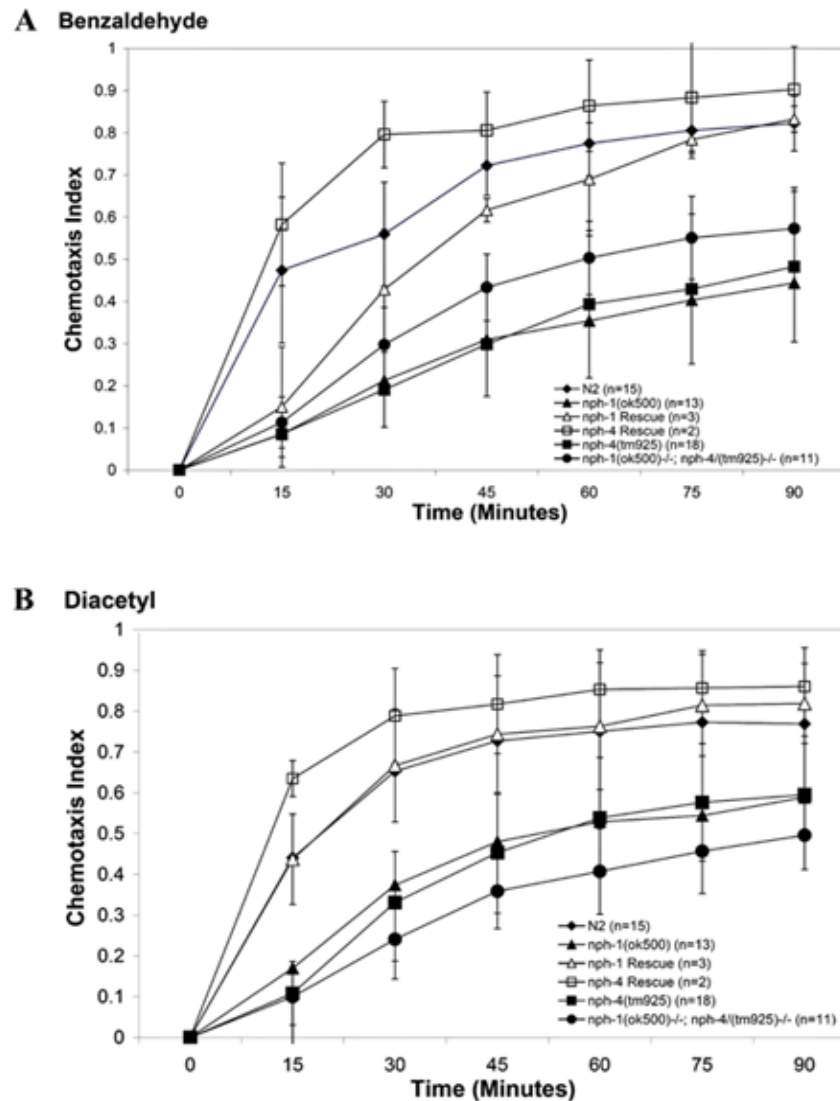 A Benzaldehyde
1
0.9
0.8
0.7
0.6
0.5
0.4
0.3
0.2
0.1
0
Chemotaxis Index
N2 (n=15)
nph-1(ok500) (n=13)
nph-1 Rescue (n=3)
nph-4 Rescue (n=2)
nph-4(tm925) (n=18)
nph-1(ok500)-/-; nph-4/(tm925)-/- (n=11)
0 15 30 45 60 75 90
Time (Minutes)
B Diacetyl
1
0.9
0.8
0.7
0.6
0.5
0.4
0.3
0.2
0.1
0
Chemotaxis Index
N2 (n=15)
nph-1(ok500) (n=13)
nph-1 Rescue (n=3)
nph-4 Rescue (n=2)
nph-4(tm925) (n=18)
nph-1(ok500)-/-; nph-4/(tm925)-/- (n=11)
0 15 30 45 60 75 90
Time (Minutes)